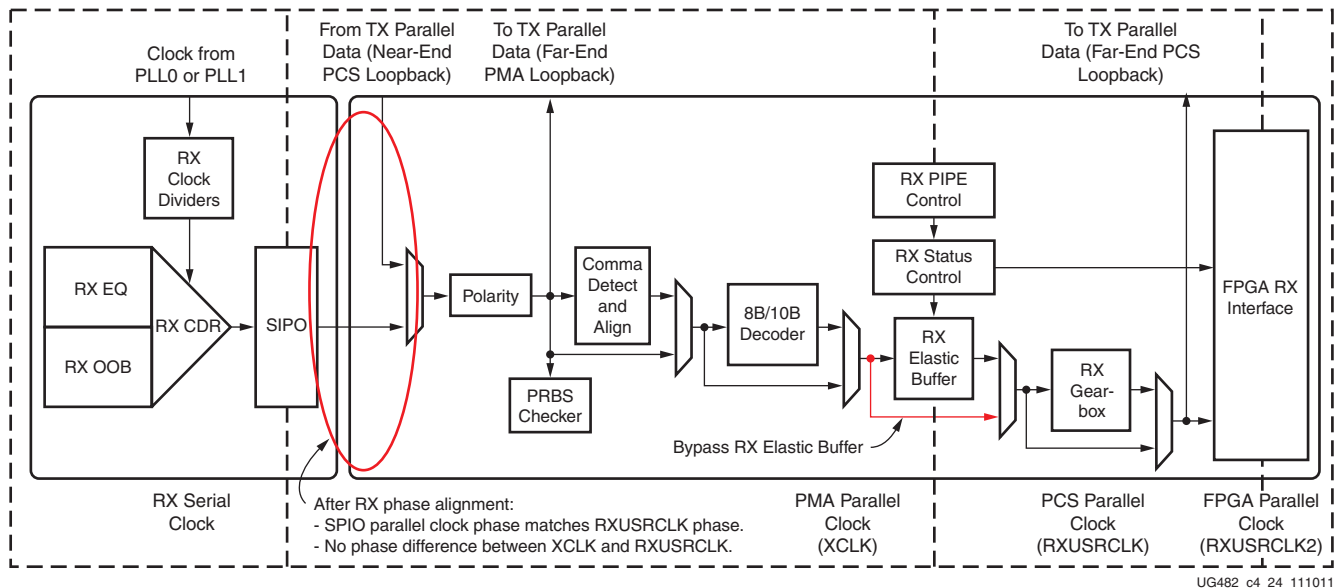 Clock from
PLL0 or PLL1
From TX Parallel
Data (Near-End
PCS Loopback)
To TX Parallel
Data (Far-End
PMA Loopback)
To TX Parallel
Data (Far-End PCS
Loopback)
RX
Clock
Dividers
RX EQ
RX OOB
RX CDR
SIPO
Polarity
Comma
Detect
and
Align
PRBS
Checker
8B/10B
Decoder
RX PIPE
Control
RX Status
Control
RX
Elastic
Buffer
RX
Gear-
box
FPGA RX
Interface
Bypass RX Elastic Buffer
RX Serial
Clock
After RX phase alignment:
- SPIO parallel clock phase matches RXUSRCLK phase.
- No phase difference between XCLK and RXUSRCLK.
PMA Parallel
Clock
(XCLK)
PCS Parallel
Clock
(RXUSRCLK)
FPGA Parallel
Clock
(RXUSRCLK2)
UG482_c4_24_111011